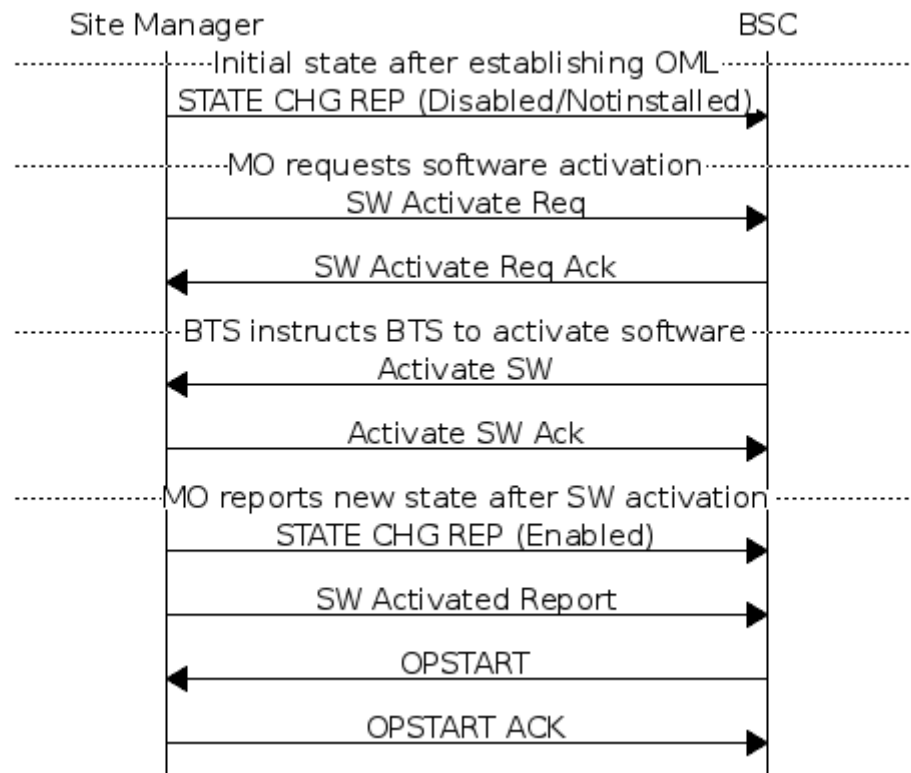 Site Manager BSC
Initial state after establishing OML
STATE CHG REP (Disabled/Notinstalled)
MO requests software activation
SW Activate Req
SW Activate Req Ack
BTS instructs BTS to activate software
Activate SW
Activate SW Ack
MO reports new state after SW activation
STATE CHG REP (Enabled)
SW Activated Report
OPSTART
OPSTART ACK